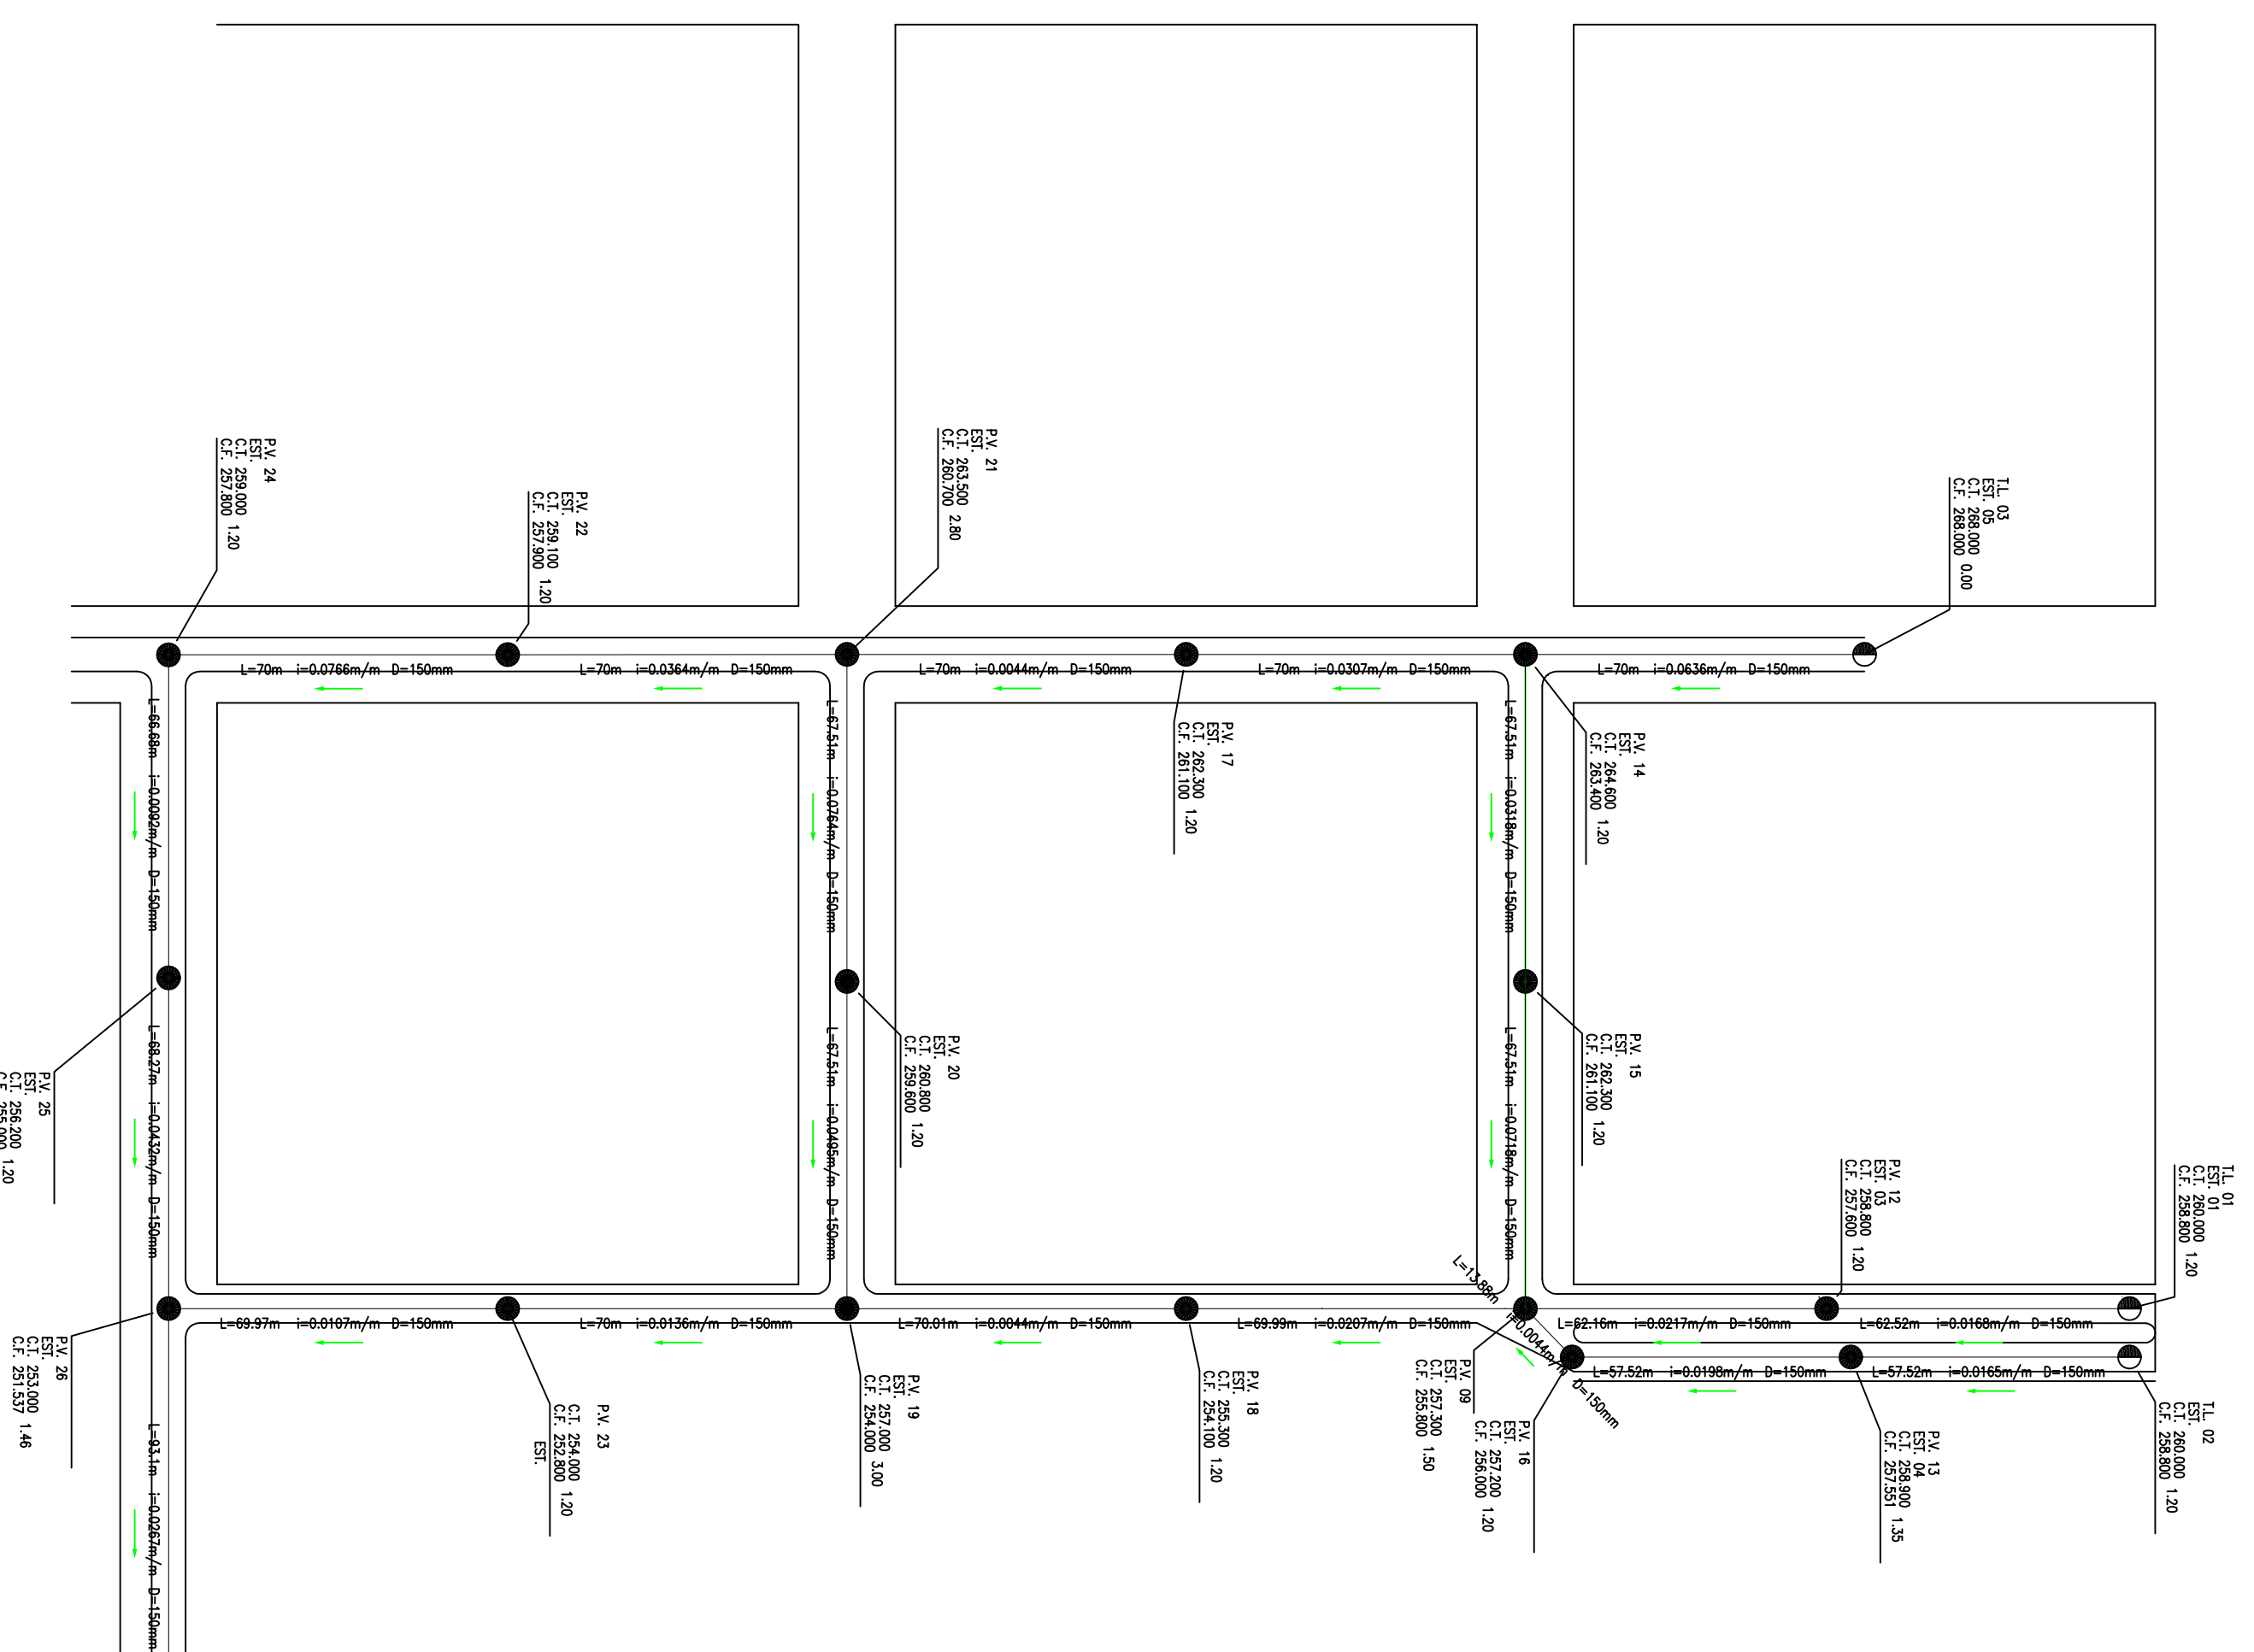 T.L. 03
EST. 05
C.T. 268.000
C.F. 268.000 0.00
P.V. 21
EST.
C.T. 263.500
C.F. 260.700 2.80
P.V. 24
EST.
C.T. 259.000
C.F. 257.800 1.20
P.V. 22
EST.
C.T. 259.100
C.F. 257.900 1.20
L=70m i=0.0766m/m D=150mm
L=70m i=0.0364m/m D=150mm
L=70m i=0.0044m/m D=150mm
L=70m i=0.0307m/m D=150mm
L=70m i=0.0636m/m D=150mm
P.V. 17
EST.
C.T. 262.300
C.F. 261.100 1.20
P.V. 14
EST.
C.T. 264.600
C.F. 263.400 1.20
L=66.68m i=0.0092m/m D=150mm
L=67.51m i=0.0764m/m D=150mm
L=67.51m i=0.0318m/m D=150mm
P.V. 25
EST.
C.T. 256.200
C.F. 255.000 1.20
P.V. 20
EST.
C.T. 260.800
C.F. 259.600 1.20
P.V. 15
EST.
C.T. 262.300
C.F. 261.100 1.20
L=68.27m i=0.0432m/m D=150mm
L=67.51m i=0.0495m/m D=150mm
L=67.51m i=0.0718m/m D=150mm
P.V. 12
EST. 03
C.T. 258.800
C.F. 257.600 1.20
T.L. 01
EST. 01
C.T. 260.000
C.F. 258.800 1.20
L=13.88m i=0.0044m/m D=150mm
L=69.97m i=0.0107m/m D=150mm
L=70m i=0.0136m/m D=150mm
L=70.01m i=0.0044m/m D=150mm
L=69.99m i=0.0207m/m D=150mm
L=62.16m i=0.0217m/m D=150mm
L=62.52m i=0.0168m/m D=150mm
L=57.52m i=0.0198m/m D=150mm
L=57.52m i=0.0165m/m D=150mm
P.V. 26
EST.
C.T. 253.000
C.F. 251.537 1.46
P.V. 23
C.T. 254.000
C.F. 252.800 1.20
EST.
P.V. 19
EST.
C.T. 257.000
C.F. 254.000 3.00
P.V. 18
EST.
C.T. 255.300
C.F. 254.100 1.20
P.V. 09
EST.
C.T. 257.300
C.F. 255.800 1.50
P.V. 16
EST.
C.T. 257.200
C.F. 256.000 1.20
P.V. 13
EST. 04
C.T. 258.900
C.F. 257.551 1.35
T.L. 02
EST.
C.T. 260.000
C.F. 258.800 1.20
L=93.1m i=0.0267m/m D=150mm